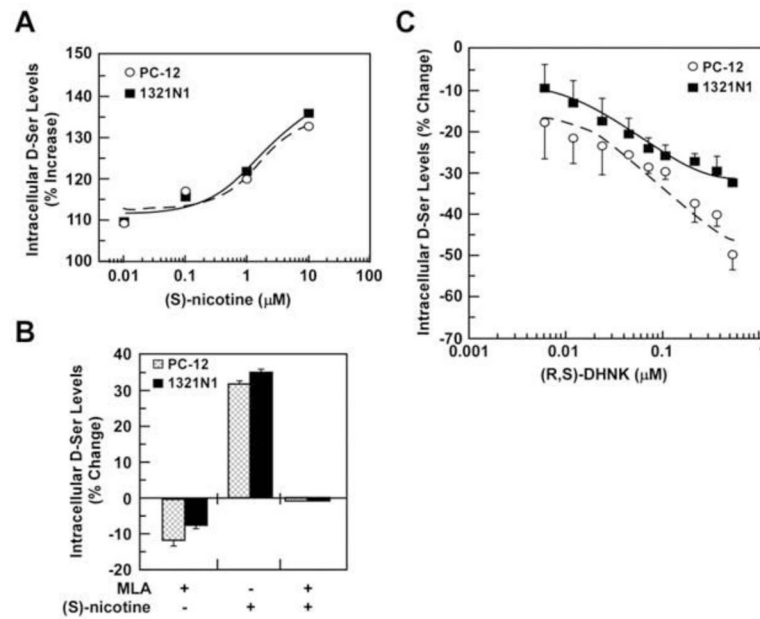 A
Intracellular D-Ser Levels
(% Increase)
150
140
130
120
110
100
PC-12
1321N1
0.01 0.1 1 10 100
(S)-nicotine (μM)
B
Intracellular D-Ser Levels
(% Change)
40
30
20
10
0
-10
-20
PC-12
1321N1
MLA + - +
(S)-nicotine - + +
C
Intracellular D-Ser Levels (% Change)
0
-10
-20
-30
-40
-50
-60
-70
PC-12
1321N1
0.001 0.01 0.1 1
(R,S)-DHNK (μM)